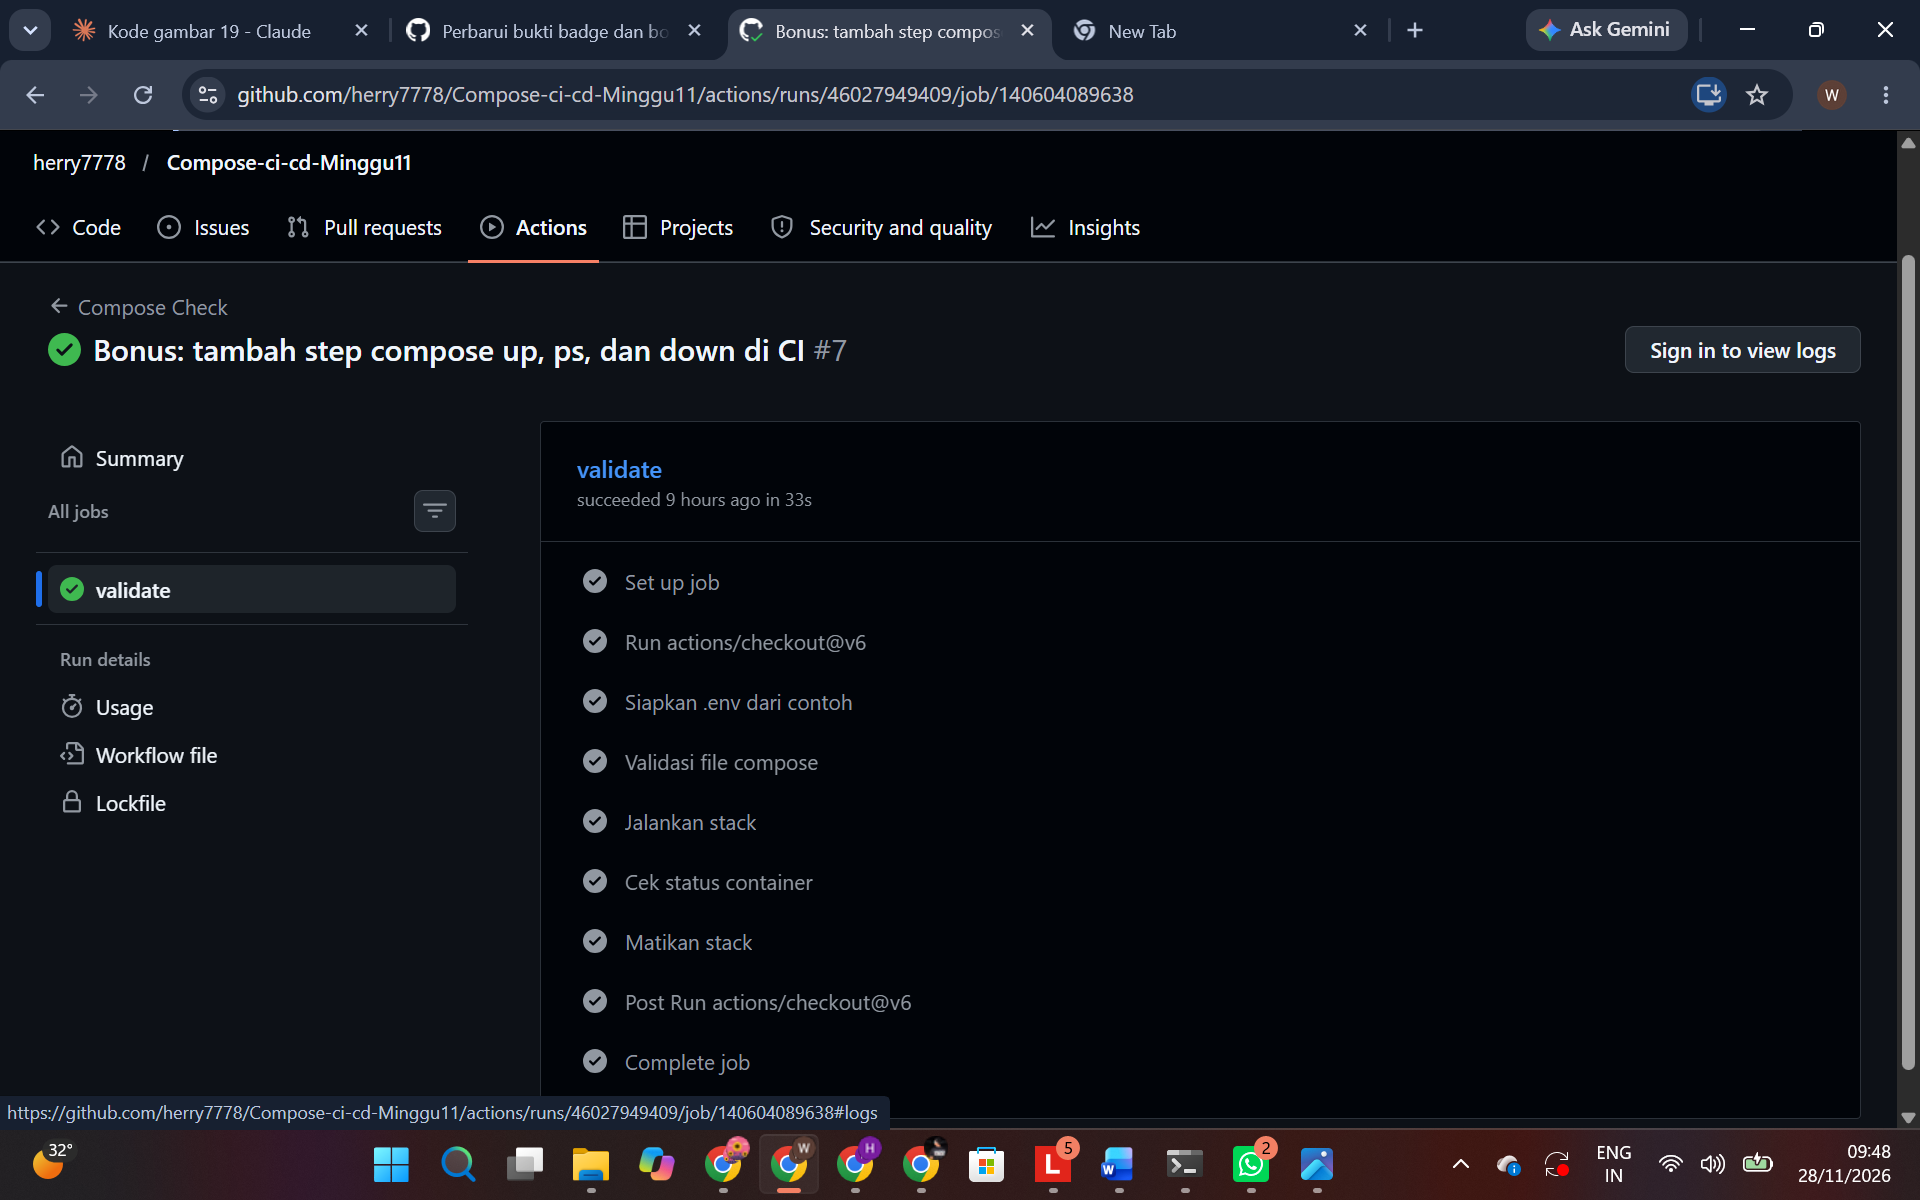 Kode gambar 19 - Claude
Perbarui bukti badge dan bo
Bonus: tambah step compos
New Tab
Ask Gemini
github.com/herry7778/Compose-ci-cd-Minggu11/actions/runs/46027949409/job/140604089638
W
herry7778 / Compose-ci-cd-Minggu11
Code
Issues
Pull requests
Actions
Projects
Security and quality
Insights
Compose Check
Bonus: tambah step compose up, ps, dan down di CI #7
Sign in to view logs
Summary
All jobs
validate
Run details
Usage
Workflow file
Lockfile
validate
succeeded 9 hours ago in 33s
Set up job
Run actions/checkout@v6
Siapkan .env dari contoh
Validasi file compose
Jalankan stack
Cek status container
Matikan stack
Post Run actions/checkout@v6
Complete job
https://github.com/herry7778/Compose-ci-cd-Minggu11/actions/runs/46027949409/job/140604089638#logs
32°
W
H
L
5
W
2
ENG
IN
09:48
28/11/2026